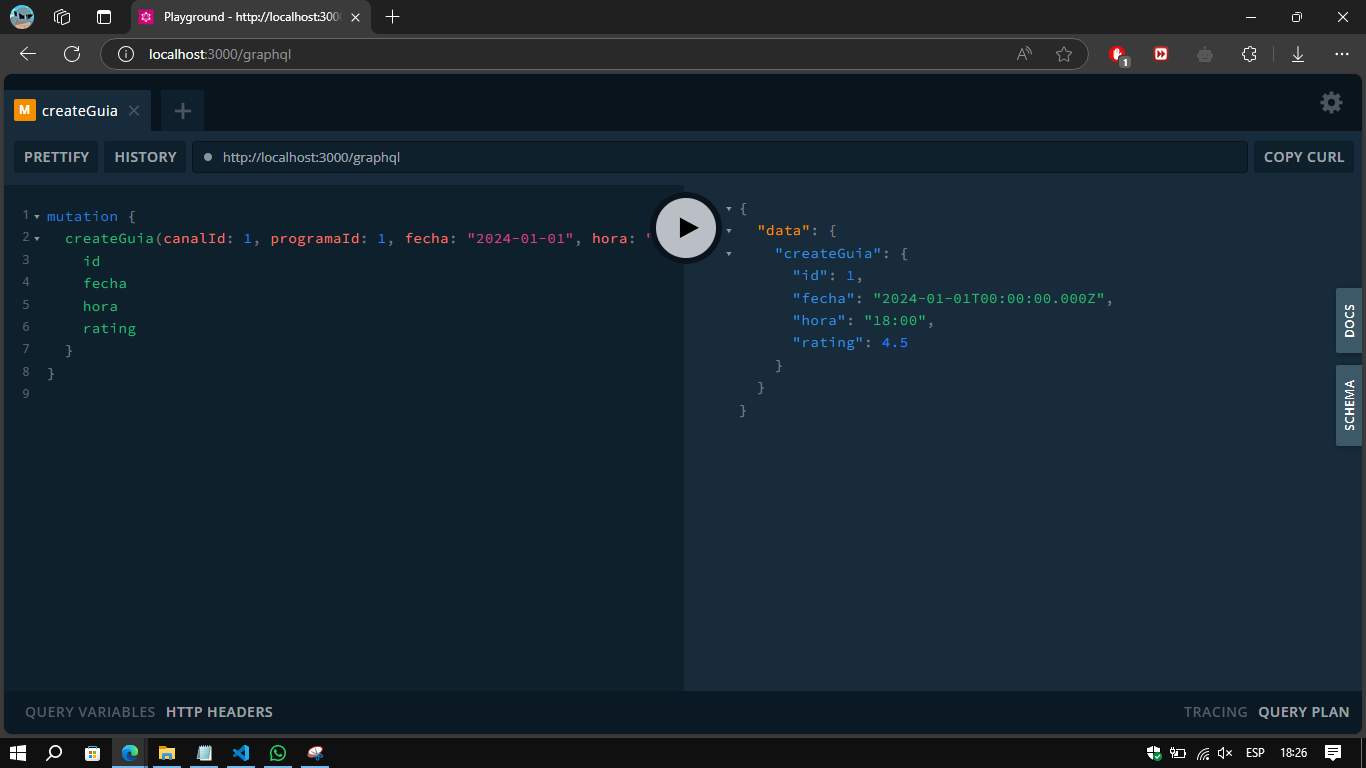 Playground - http://localhost:300
localhost:3000/graphql
1
M createGuia
PRETTIFY HISTORY http://localhost:3000/graphql COPY CURL
1 mutation {
2 createGuia(canalId: 1, programaId: 1, fecha: "2024-01-01", hora: "
3 id
4 fecha
5 hora
6 rating
7 }
8 }
9
{
"data": {
"createGuia": {
"id": 1,
"fecha": "2024-01-01T00:00:00.000Z",
"hora": "18:00",
"rating": 4.5
}
}
}
DOCS
SCHEMA
QUERY VARIABLES HTTP HEADERS TRACING QUERY PLAN
ESP 18:26